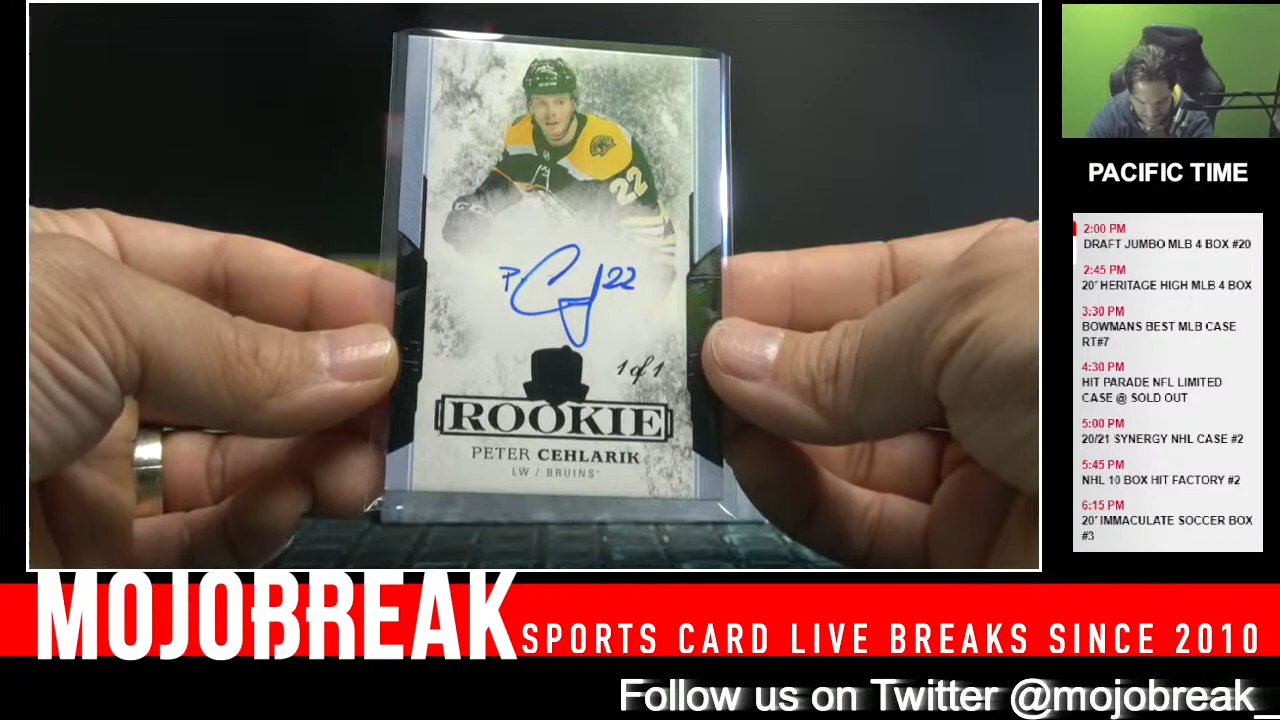 22
P C 22
1 of 1
ROOKIE
PETER CEHLARIK
LW / BRUINS
PACIFIC TIME
2:00 PM
DRAFT JUMBO MLB 4 BOX #20
2:45 PM
20' HERITAGE HIGH MLB 4 BOX
3:30 PM
BOWMANS BEST MLB CASE
RT#7
4:30 PM
HIT PARADE NFL LIMITED
CASE @ SOLD OUT
5:00 PM
20/21 SYNERGY NHL CASE #2
5:45 PM
NHL 10 BOX HIT FACTORY #2
6:15 PM
20' IMMACULATE SOCCER BOX
#3
MOJOBREAK
SPORTS CARD LIVE BREAKS SINCE 2010
Follow us on Twitter @mojobreak_